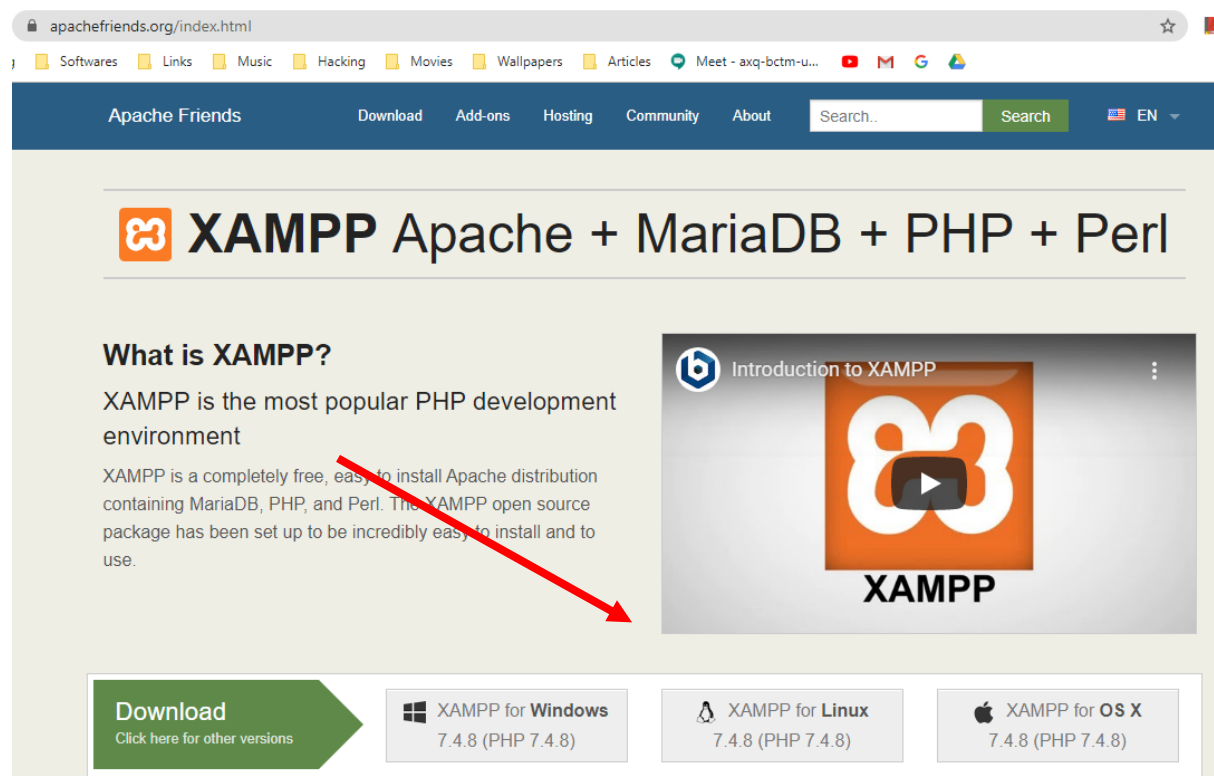 apachefriends.org/index.html
Softwares Links Music Hacking Movies Wallpapers Articles Meet - axq-bctm-u...
Apache Friends Download Add-ons Hosting Community About Search.. Search EN
XAMPP Apache + MariaDB + PHP + Perl
What is XAMPP?
XAMPP is the most popular PHP development
environment
XAMPP is a completely free, easy to install Apache distribution
containing MariaDB, PHP, and Perl. The XAMPP open source
package has been set up to be incredibly easy to install and to
use.
Introduction to XAMPP
XAMPP
Download
Click here for other versions
XAMPP for Windows
7.4.8 (PHP 7.4.8)
XAMPP for Linux
7.4.8 (PHP 7.4.8)
XAMPP for OS X
7.4.8 (PHP 7.4.8)